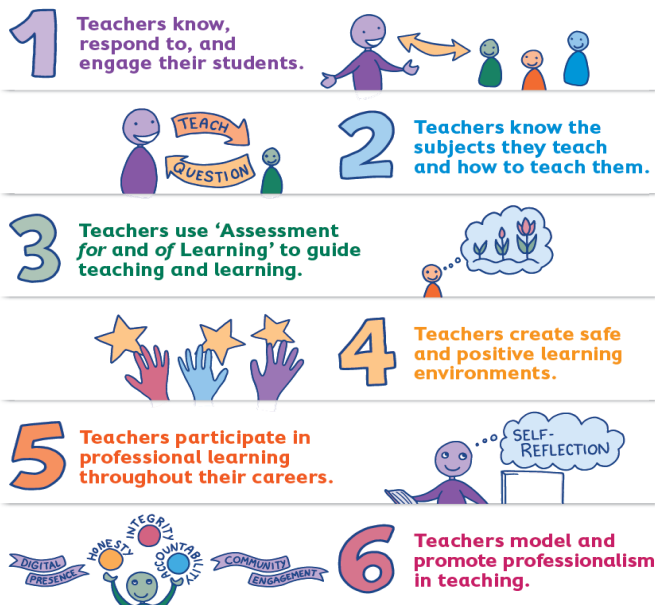 1
Teachers know,
respond to, and
engage their students.
TEACH
QUESTION
2
Teachers know the
subjects they teach
and how to teach them.
3
Teachers use ‘Assessment
for and of Learning’ to guide
teaching and learning.
4
Teachers create safe
and positive learning
environments.
5
Teachers participate in
professional learning
throughout their careers.
SELF-
REFLECTION
DIGITAL
PRESENCE
HONESTY
INTEGRITY
ACCOUNTABILITY
COMMUNITY
ENGAGEMENT
6
Teachers model and
promote professionalism
in teaching.